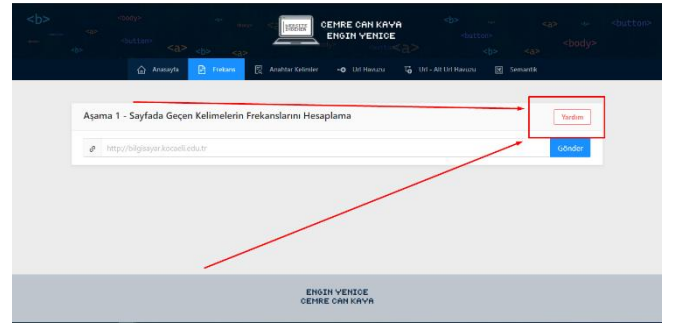 <b>
<body>
<b>
<a>
<button>
<a>
<button>
<button>
CEMRE CAN KAYA
ENGIN YENICE
<a>
<b>
<a>
<a>
<b>
<a>
<body>
Anasayfa
Frekans
Anahtar Kelimler
Url Havuzu
Url - Alt Url Havuzu
Semantik
Aşama 1 - Sayfada Geçen Kelimelerin Frekanslarını Hesaplama
Yardım
http://bilgisayar.kocaeli.edu.tr
Gönder
ENGIN YENICE
CEMRE CAN KAYA